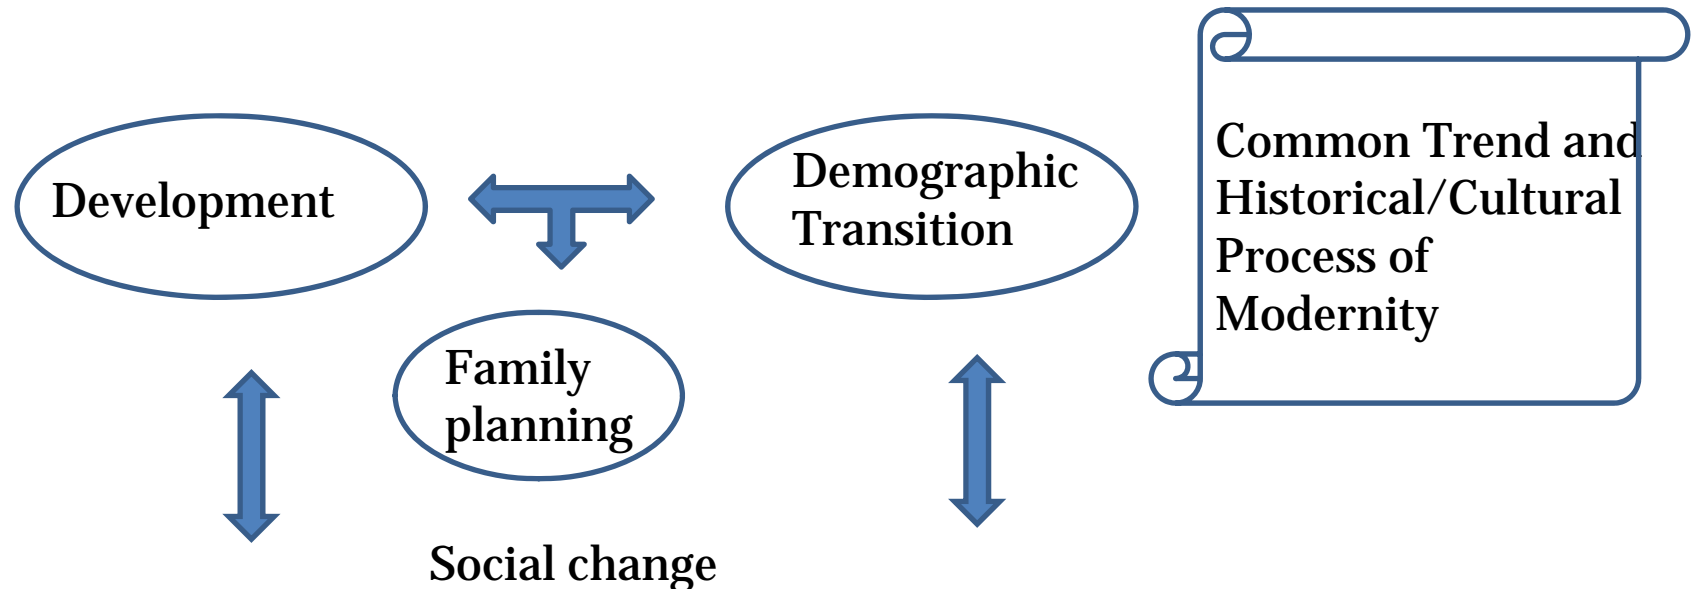 Development
Demographic
Transition
Common Trend and
Historical/Cultural
Process of
Modernity
Family
planning
Social change